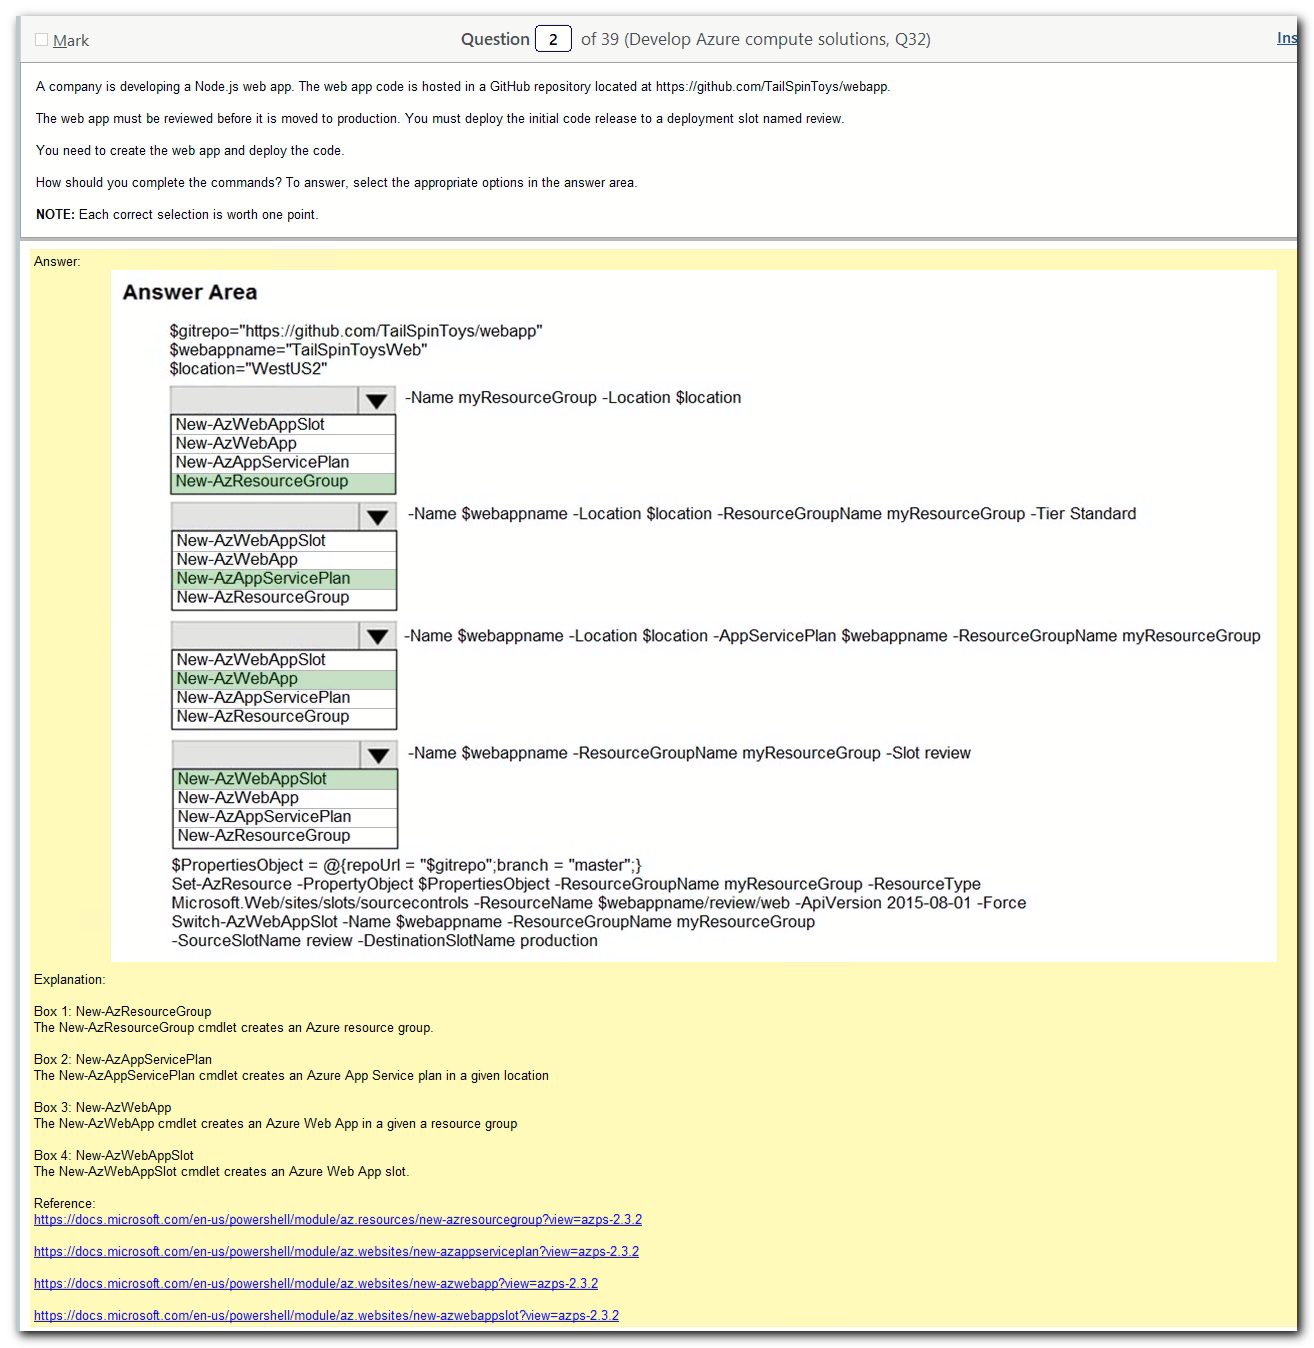 Mark
Question 2 of 39 (Develop Azure compute solutions, Q32)
Ins
A company is developing a Node.js web app. The web app code is hosted in a GitHub repository located at https://github.com/TailSpinToys/webapp.
The web app must be reviewed before it is moved to production. You must deploy the initial code release to a deployment slot named review.
You need to create the web app and deploy the code.
How should you complete the commands? To answer, select the appropriate options in the answer area.
NOTE: Each correct selection is worth one point.
Answer:
Answer Area
$gitrepo="https://github.com/TailSpinToys/webapp"
$webappname="TailSpinToysWeb"
$location="WestUS2"
-Name myResourceGroup -Location $location
New-AzWebAppSlot
New-AzWebApp
New-AzAppServicePlan
New-AzResourceGroup
-Name $webappname -Location $location -ResourceGroupName myResourceGroup -Tier Standard
New-AzWebAppSlot
New-AzWebApp
New-AzAppServicePlan
New-AzResourceGroup
-Name $webappname -Location $location -AppServicePlan $webappname -ResourceGroupName myResourceGroup
New-AzWebAppSlot
New-AzWebApp
New-AzAppServicePlan
New-AzResourceGroup
-Name $webappname -ResourceGroupName myResourceGroup -Slot review
New-AzWebAppSlot
New-AzWebApp
New-AzAppServicePlan
New-AzResourceGroup
$PropertiesObject = @{repoUrl = "$gitrepo";branch = "master";}
Set-AzResource -PropertyObject $PropertiesObject -ResourceGroupName myResourceGroup -ResourceType
Microsoft.Web/sites/slots/sourcecontrols -ResourceName $webappname/review/web -ApiVersion 2015-08-01 -Force
Switch-AzWebAppSlot -Name $webappname -ResourceGroupName myResourceGroup
-SourceSlotName review -DestinationSlotName production
Explanation:
Box 1: New-AzResourceGroup
The New-AzResourceGroup cmdlet creates an Azure resource group.
Box 2: New-AzAppServicePlan
The New-AzAppServicePlan cmdlet creates an Azure App Service plan in a given location
Box 3: New-AzWebApp
The New-AzWebApp cmdlet creates an Azure Web App in a given a resource group
Box 4: New-AzWebAppSlot
The New-AzWebAppSlot cmdlet creates an Azure Web App slot.
Reference:
https://docs.microsoft.com/en-us/powershell/module/az.resources/new-azresourcegroup?view=azps-2.3.2
https://docs.microsoft.com/en-us/powershell/module/az.websites/new-azappserviceplan?view=azps-2.3.2
https://docs.microsoft.com/en-us/powershell/module/az.websites/new-azwebapp?view=azps-2.3.2
https://docs.microsoft.com/en-us/powershell/module/az.websites/new-azwebappslot?view=azps-2.3.2